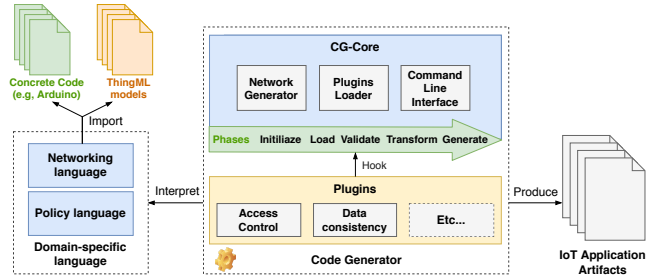 Concrete Code
(e.g, Arduino)
ThingML
models
Import
Networking
language
Policy language
Domain-specific
language
Interpret
CG-Core
Network
Generator
Plugins
Loader
Command
Line
Interface
Phases Initiliaze Load Validate Transform Generate
Hook
Plugins
Access
Control
Data
consistency
Etc...
Code Generator
Produce
IoT Application
Artifacts